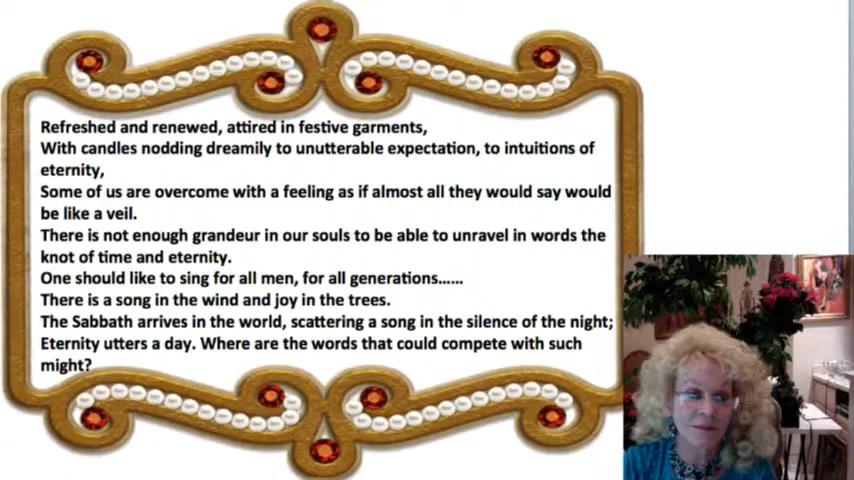 Refreshed and renewed, attired in festive garments,
With candles nodding dreamily to unutterable expectation, to intuitions of
eternity,
Some of us are overcome with a feeling as if almost all they would say would
be like a veil.
There is not enough grandeur in our souls to be able to unravel in words the
knot of time and eternity.
One should like to sing for all men, for all generations......
There is a song in the wind and joy in the trees.
The Sabbath arrives in the world, scattering a song in the silence of the night;
Eternity utters a day. Where are the words that could compete with such
might?